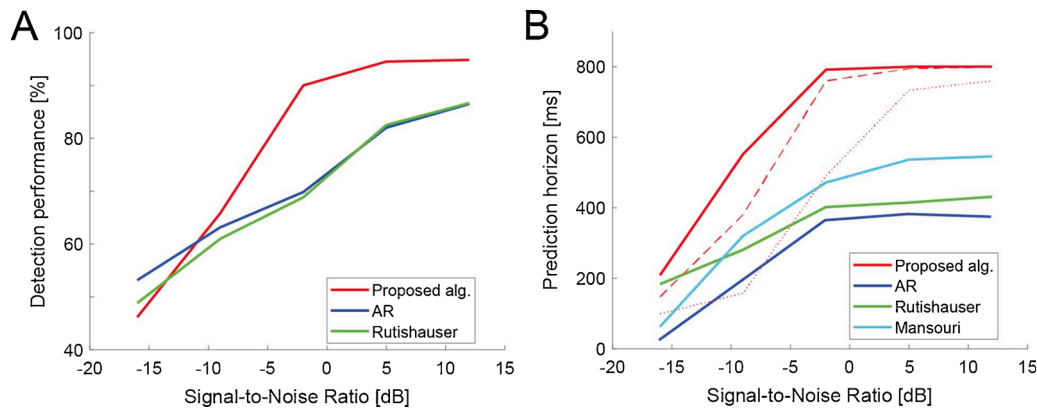 A
Detection performance [%]
100
80
60
40
-20
-15
-10
-5
0
5
10
15
Signal-to-Noise Ratio [dB]
Proposed alg.
AR
Rutishauser
B
Prediction horizon [ms]
800
600
400
200
0
-20
-15
-10
-5
0
5
10
15
Signal-to-Noise Ratio [dB]
Proposed alg.
AR
Rutishauser
Mansouri